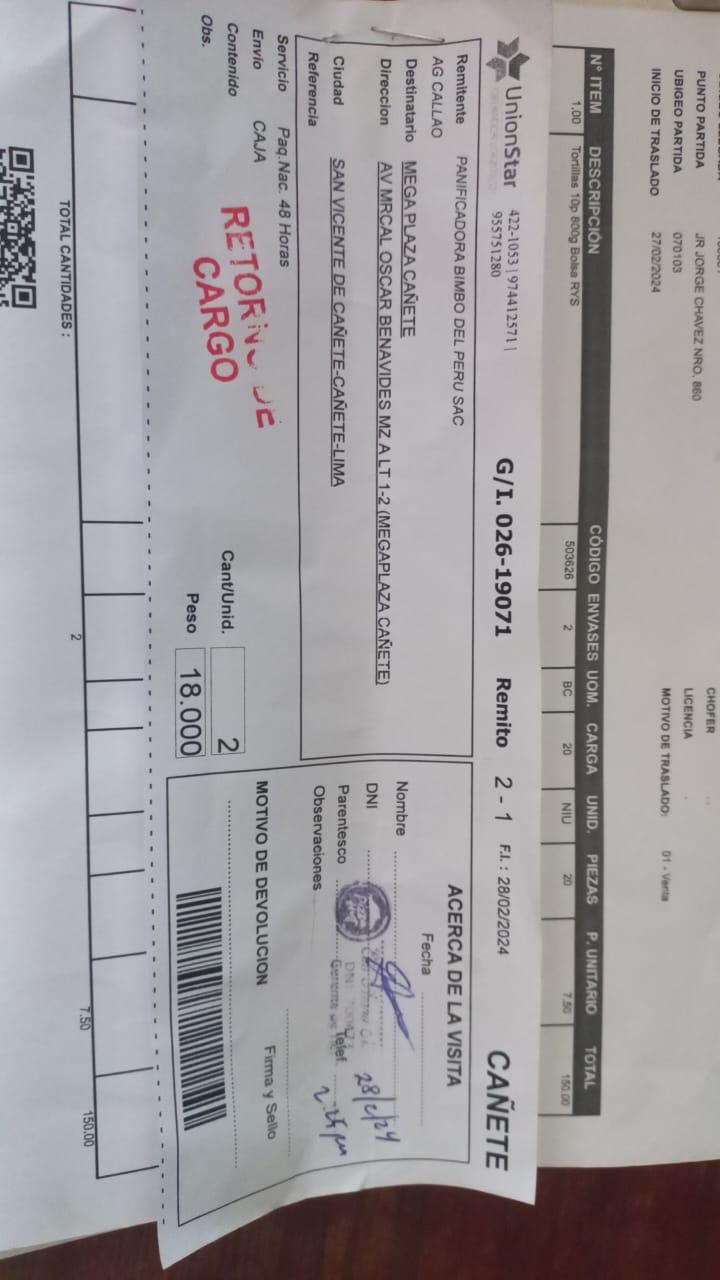 PUNTO PARTIDA JR JORGE CHAVEZ NRO. 860
UBIGEO PARTIDA 070103
INICIO DE TRASLADO 27/02/2024
CHOFER
LICENCIA
MOTIVO DE TRASLADO: 01 - Venta
N° ITEM DESCRIPCIÓN CÓDIGO ENVASES UOM. CARGA UNID. PIEZAS P. UNITARIO TOTAL
1.00 Tortillas 10p 800g Bolsa RYS 503626 2 BC 20 NIU 20 7.50 150.00
UnionStar 422-1053 | 974412571 |
955751280
G/I. 026-19071 Remito 2 - 1 F.I. : 28/02/2024 CAÑETE
Remitente PANIFICADORA BIMBO DEL PERU SAC
AG CALLAO
Destinatario MEGA PLAZA CAÑETE
Direccion AV MRCAL OSCAR BENAVIDES MZ A LT 1-2 (MEGAPLAZA CAÑETE)
Ciudad SAN VICENTE DE CAÑETE-CAÑETE-LIMA
Referencia
Servicio Paq.Nac. 48 Horas
Envio CAJA
Contenido
Obs.
RETORNO DE
CARGO
Cant/Unid. 2
Peso 18.000
ACERCA DE LA VISITA
Fecha
Nombre
DNI
Parentesco Telef.
Observaciones
28/2/24
MOTIVO DE DEVOLUCION
Firma y Sello
TOTAL CANTIDADES : 2 7.50 150.00